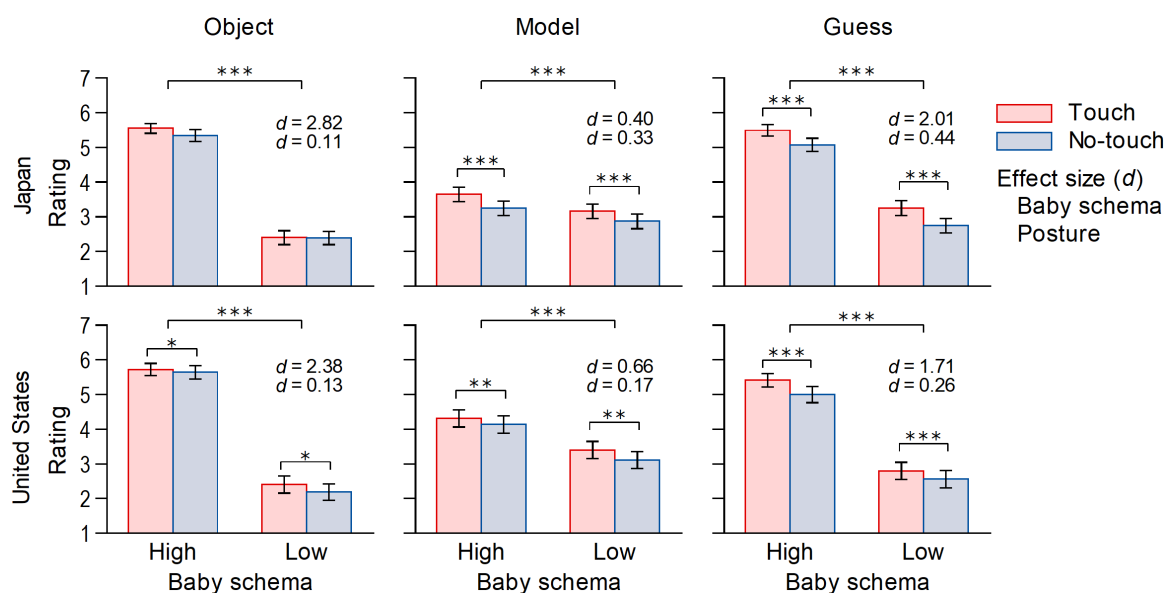 Object
Model
Guess
Japan
Rating
7
6
5
4
3
2
1
***
d = 2.82
d = 0.11
***
d = 0.40
d = 0.33
***
***
***
d = 2.01
d = 0.44
***
***
Touch
No-touch
Effect size (d)
Baby schema
Posture
United States
Rating
7
6
5
4
3
2
1
***
*
d = 2.38
d = 0.13
*
***
d = 0.66
d = 0.17
**
**
***
***
d = 1.71
d = 0.26
***
High Low
Baby schema
High Low
Baby schema
High Low
Baby schema